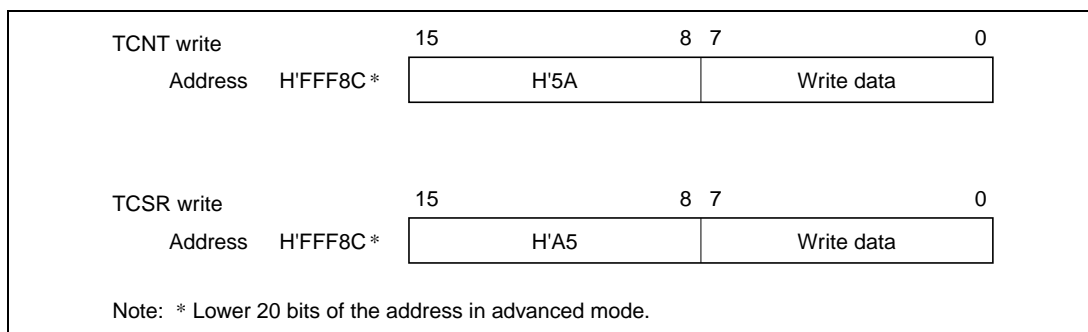 TCNT write 15 8 7 0
Address H'FFF8C * H'5A Write data
TCSR write 15 8 7 0
Address H'FFF8C * H'A5 Write data
Note: * Lower 20 bits of the address in advanced mode.